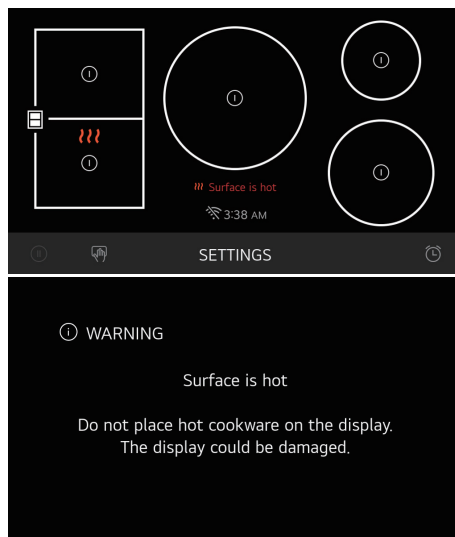 Surface is hot
3:38 AM
SETTINGS
WARNING
Surface is hot
Do not place hot cookware on the display.
The display could be damaged.